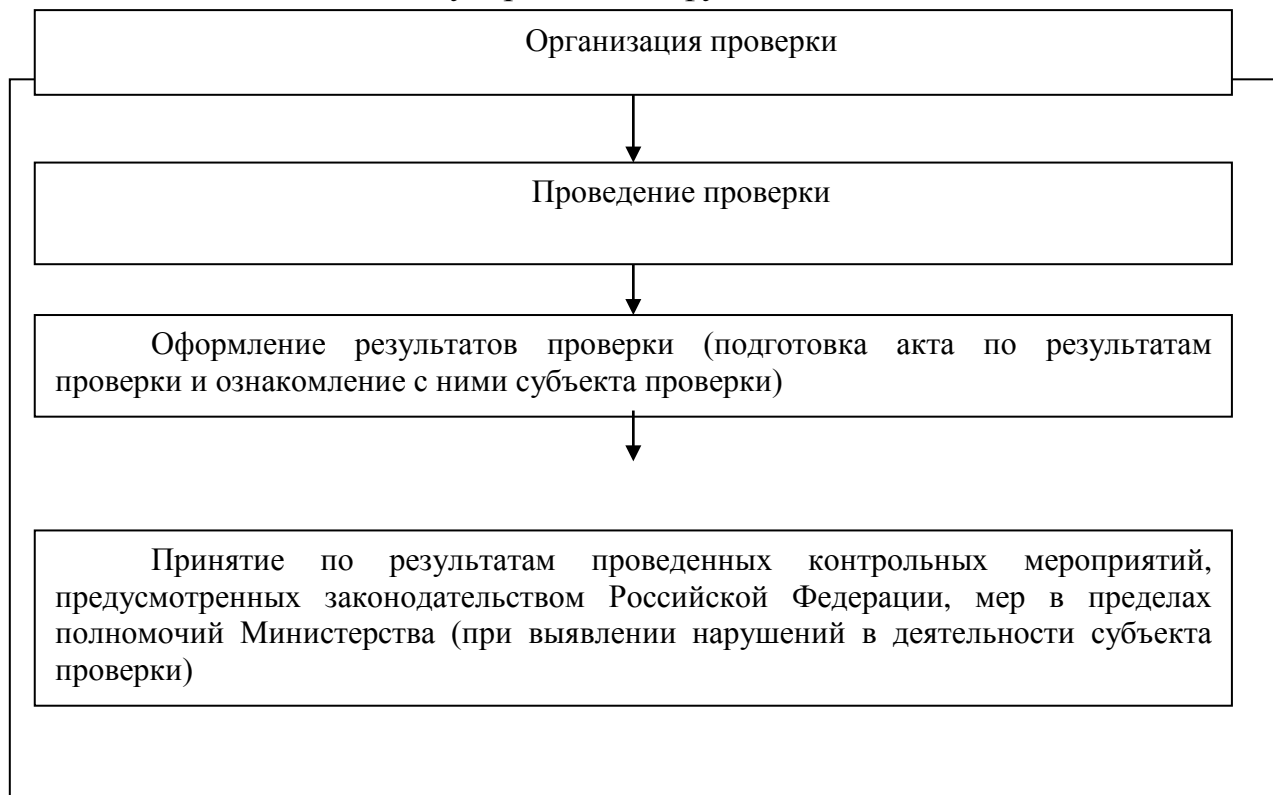 Организация проверки
Проведение проверки
Оформление результатов проверки (подготовка акта по результатам
проверки и ознакомление с ними субъекта проверки)
Принятие по результатам проведенных контрольных мероприятий,
предусмотренных законодательством Российской Федерации, мер в пределах
полномочий Министерства (при выявлении нарушений в деятельности субъекта
проверки)